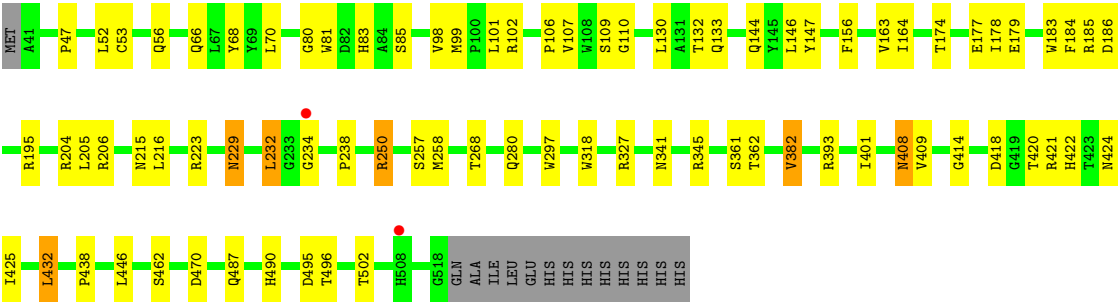 MET A41 P47 L52 C53 Q56 Q66 L67 Y68 Y69 L70 G80 W81 D82 H83 A84 S85 V98 M99 P100 L101 R102 P106 V107 W108 S109 G110 L130 A131 T132 Q133 Q144 Y145 L146 Y147 F156 V163 I164 T174 E177 I178 E179 W183 F184 R185 D186
R195 R204 L205 R206 N215 L216 R223 N229 L232 G233 G234 P238 R250 S257 M258 T268 Q280 W297 W318 R327 N341 R345 S361 T362 V382 R393 I401 N408 V409 G414 D418 G419 T420 R421 H422 T423 N424
I425 L432 P438 L446 S462 D470 Q487 H490 D495 T496 T502 H508 G518 GLN ALA ILE LEU GLU HIS HIS HIS HIS HIS HIS HIS